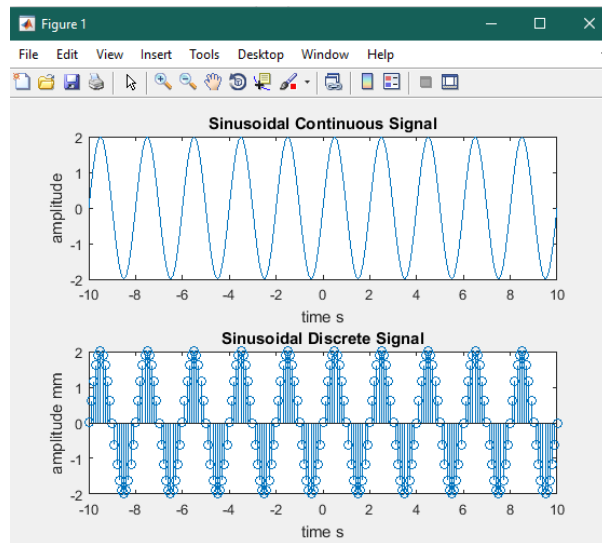 Figure 1
File Edit View Insert Tools Desktop Window Help
Sinusoidal Continuous Signal
2
1
0
-1
-2
amplitude
-10 -8 -6 -4 -2 0 2 4 6 8 10
time s
Sinusoidal Discrete Signal
2
1
0
-1
-2
amplitude mm
-10 -8 -6 -4 -2 0 2 4 6 8 10
time s